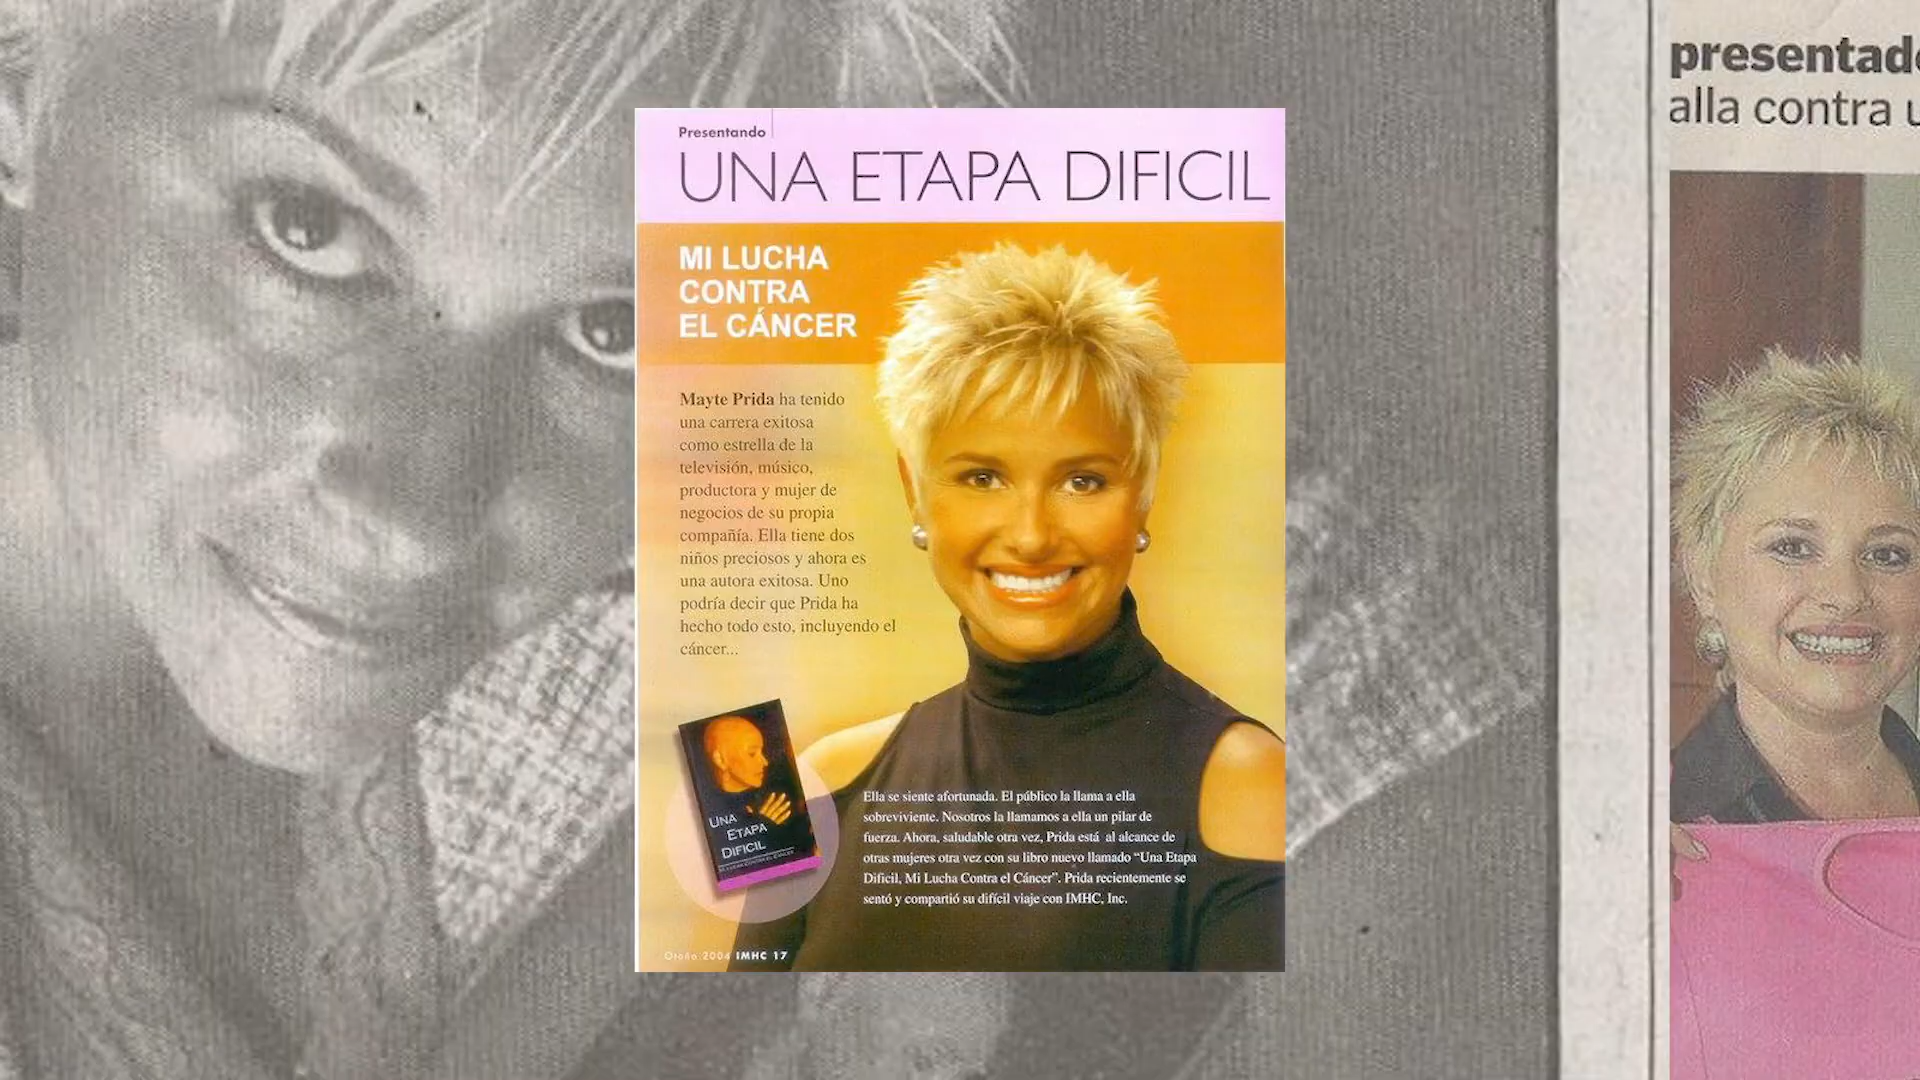 Presentando
UNA ETAPA DIFICIL
MI LUCHA
CONTRA
EL CÁNCER
Mayte Prida ha tenido
una carrera exitosa
como estrella de la
televisión, músico,
productora y mujer de
negocios de su propia
compañía. Ella tiene dos
niños preciosos y ahora es
una autora exitosa. Uno
podría decir que Prida ha
hecho todo esto, incluyendo el
cáncer...
UNA
ETAPA
DIFICIL
MI LUCHA CONTRA EL CÁNCER
Ella se siente afortunada. El público la llama a ella
sobreviviente. Nosotros la llamamos a ella un pilar de
fuerza. Ahora, saludable otra vez, Prida está al alcance de
otras mujeres otra vez con su libro nuevo llamado “Una Etapa
Dificil, Mi Lucha Contra el Cáncer”. Prida recientemente se
sentó y compartió su difícil viaje con IMHC, Inc.
Otoño 2004 IMHC 17
presentad
alla contra u